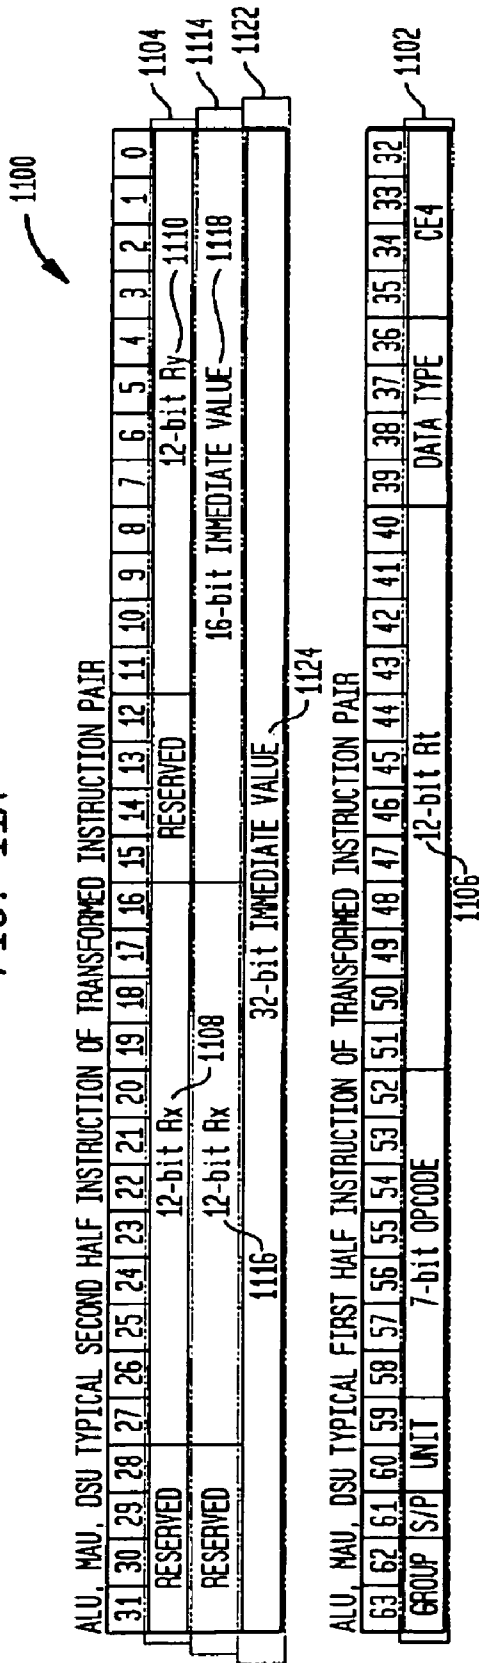 FIG. 11A
1100
ALU, MAU, DSU TYPICAL SECOND HALF INSTRUCTION OF TRANSFORMED INSTRUCTION PAIR
31 30 29 28 27 26 25 24 23 22 21 20 19 18 17 16 15 14 13 12 11 10 9 8 7 6 5 4 3 2 1 0
RESERVED 12-bit Rx 1108 RESERVED 12-bit Ry 1110 1104
RESERVED 12-bit Rx 1116 16-bit IMMEDIATE VALUE 1118 1114
32-bit IMMEDIATE VALUE 1124 1122
ALU, MAU, DSU TYPICAL FIRST HALF INSTRUCTION OF TRANSFORMED INSTRUCTION PAIR
63 62 61 60 59 58 57 56 55 54 53 52 51 50 49 48 47 46 45 44 43 42 41 40 39 38 37 36 35 34 33 32
GROUP S/P UNIT 7-bit OPCODE 12-bit Rt 1106 DATA TYPE CE4 1102